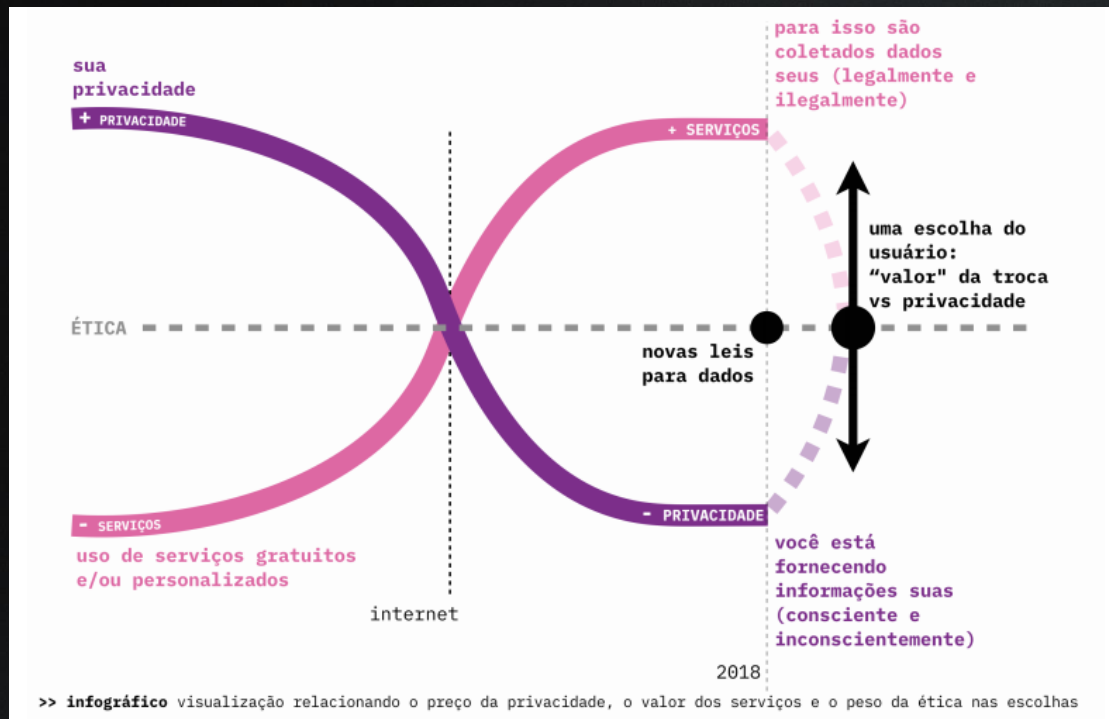 para isso são
coletados dados
seus (legalmente e
ilegalmente)
sua
privacidade
+ PRIVACIDADE
+ SERVIÇOS
uma escolha do
usuário:
“valor" da troca
vs privacidade
ÉTICA
novas leis
para dados
- SERVIÇOS
- PRIVACIDADE
uso de serviços gratuitos
e/ou personalizados
você está
fornecendo
informações suas
(consciente e
inconscientemente)
internet
2018
>> infográfico visualização relacionando o preço da privacidade, o valor dos serviços e o peso da ética nas escolhas